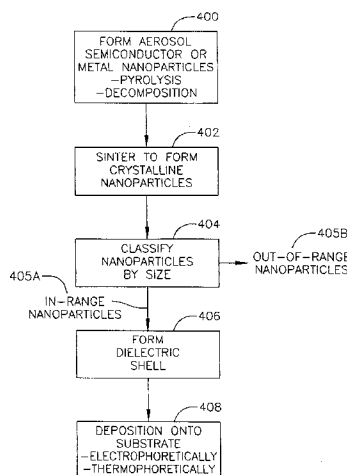 400
FORM AEROSOL
SEMICONDUCTOR OR
METAL NANOPARTICLES
-PYROLYSIS
-DECOMPOSITION
402
SINTER TO FORM
CRYSTALLINE
NANOPARTICLES
404
CLASSIFY
NANOPARTICLES
BY SIZE
405B
OUT-OF-RANGE
NANOPARTICLES
405A
IN-RANGE
NANOPARTICLES
406
FORM
DIELECTRIC
SHELL
408
DEPOSITION ONTO
SUBSTRATE
-ELECTROPHORETICALLY
-THERMOPHORETICALLY